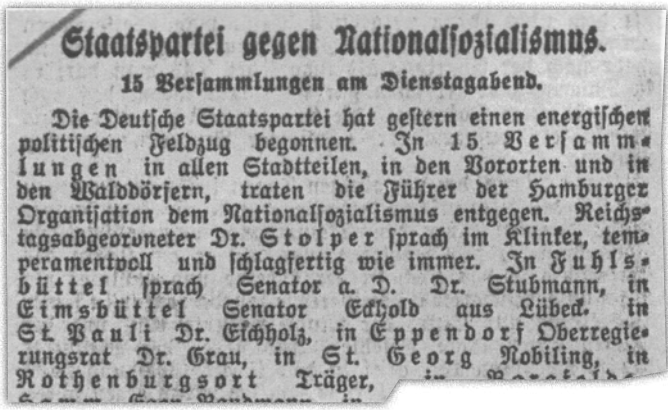 Staatspartei gegen Nationalsozialismus.
15 Versammlungen am Dienstagabend.
Die Deutsche Staatspartei hat gestern einen energischen
politischen Feldzug begonnen. In 15 Versamm-
lungen in allen Stadtteilen, in den Vororten und in
den Walddörfern, traten die Führer der Hamburger
Organisation dem Nationalsozialismus entgegen. Reichs-
tagsabgeordneter Dr. Stolper sprach im Klinker, tem-
peramentvoll und schlagfertig wie immer. In Fuhls-
büttel sprach Senator a. D. Dr. Stubmann, in
Eimsbüttel Senator Eckhold aus Lübeck, in
St. Pauli Dr. Eichholz, in Eppendorf Oberregie-
rungsrat Dr. Grau, in St. Georg Nobiling, in
Rothenburgsort Träger, in